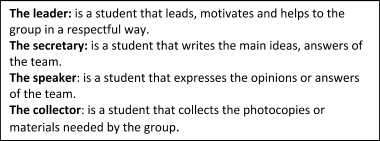 The leader: is a student that leads, motivates and helps to the
group in a respectful way.
The secretary: is a student that writes the main ideas, answers of
the team.
The speaker: is a student that expresses the opinions or answers
of the team.
The collector: is a student that collects the photocopies or
materials needed by the group.